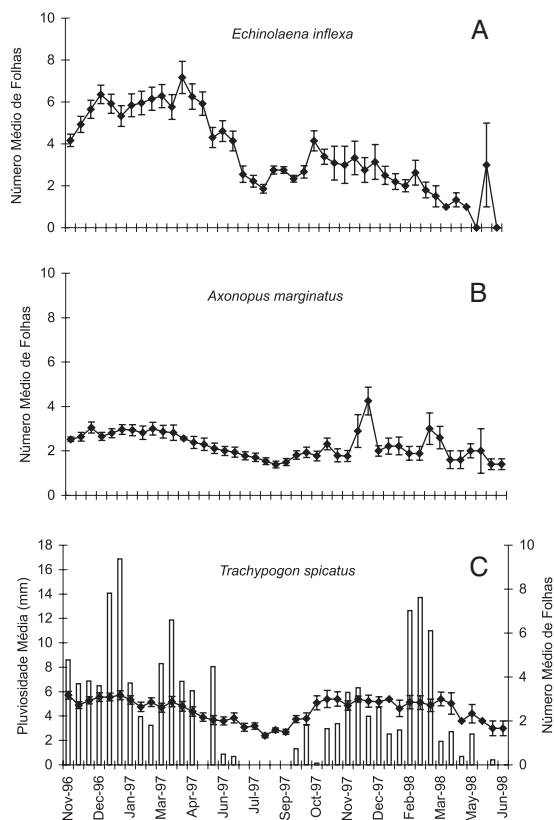 Echinolaena inflexa
A
Número Médio de Folhas
10
8
6
4
2
0
Axonopus marginatus
B
Número Médio de Folhas
10
8
6
4
2
0
Trachypogon spicatus
C
Pluviosidade Média (mm)
18
16
14
12
10
8
6
4
2
0
10
8
6
4
2
0
Número Médio de Folhas
Nov-96
Dec-96
Jan-97
Mar-97
Apr-97
Jun-97
Jul-97
Sep-97
Oct-97
Nov-97
Dec-97
Feb-98
Mar-98
May-98
Jun-98